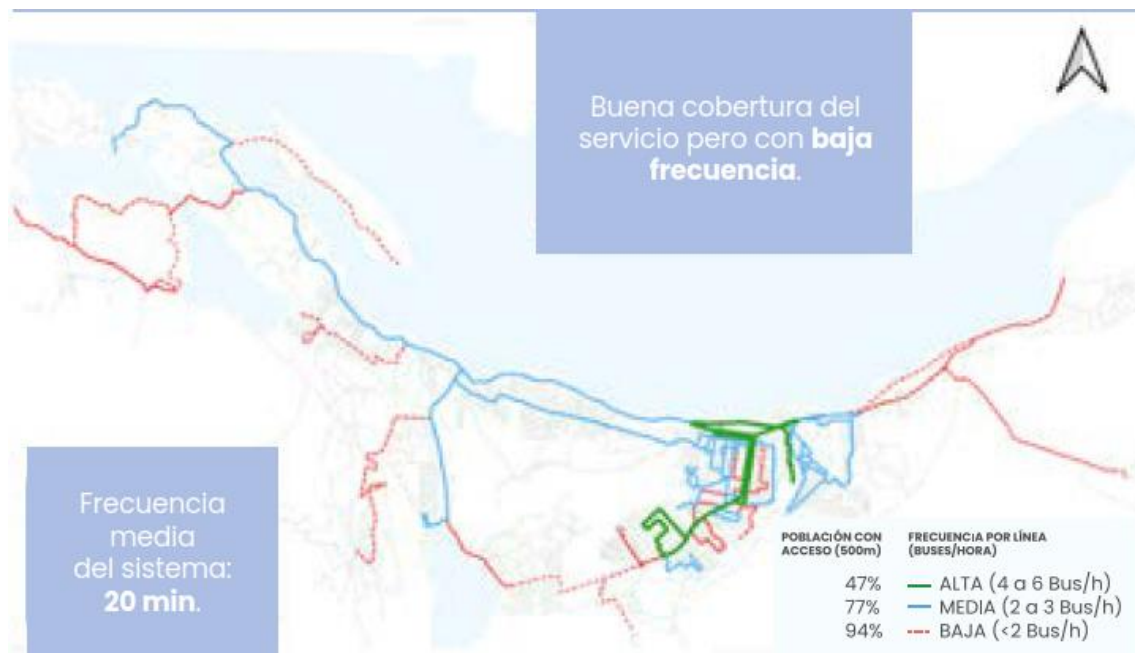 Buena cobertura del
servicio pero con baja
frecuencia.
Frecuencia
media
del sistema:
20 min.
POBLACIÓN CON
ACCESO (500m)
FRECUENCIA POR LÍNEA
(BUSES/HORA)
47% ALTA (4 a 6 Bus/h)
77% MEDIA (2 a 3 Bus/h)
94% BAJA (<2 Bus/h)